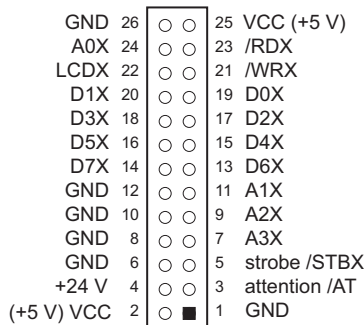 GND 26 25 VCC (+5 V)
A0X 24 23 /RDX
LCDX 22 21 /WRX
D1X 20 19 D0X
D3X 18 17 D2X
D5X 16 15 D4X
D7X 14 13 D6X
GND 12 11 A1X
GND 10 9 A2X
GND 8 7 A3X
GND 6 5 strobe /STBX
+24 V 4 3 attention /AT
(+5 V) VCC 2 1 GND